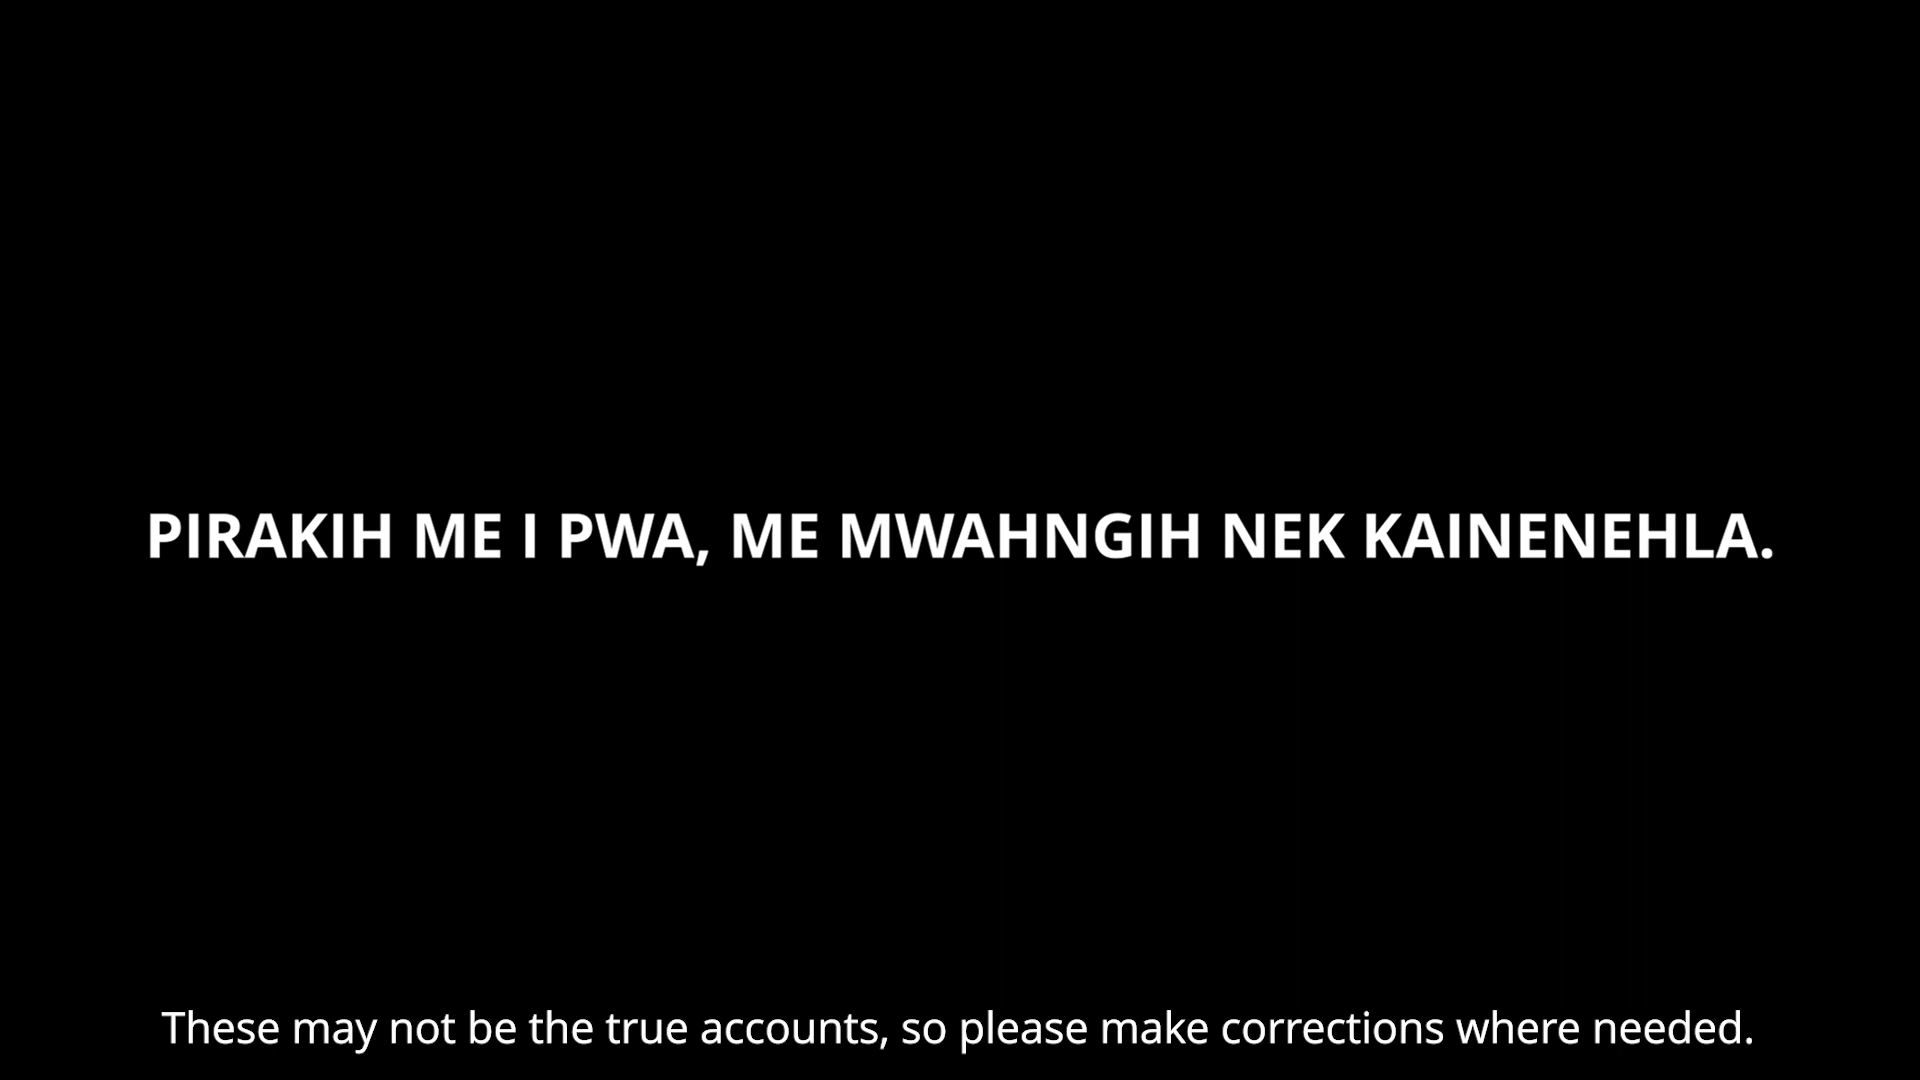 PIRAKIH ME I PWA, ME MWAHNGIH NEK KAINENEHLA.
These may not be the true accounts, so please make corrections where needed.